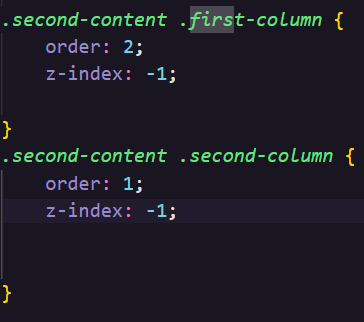 .second-content .first-column {
order: 2;
z-index: -1;
}
.second-content .second-column {
order: 1;
z-index: -1;
}